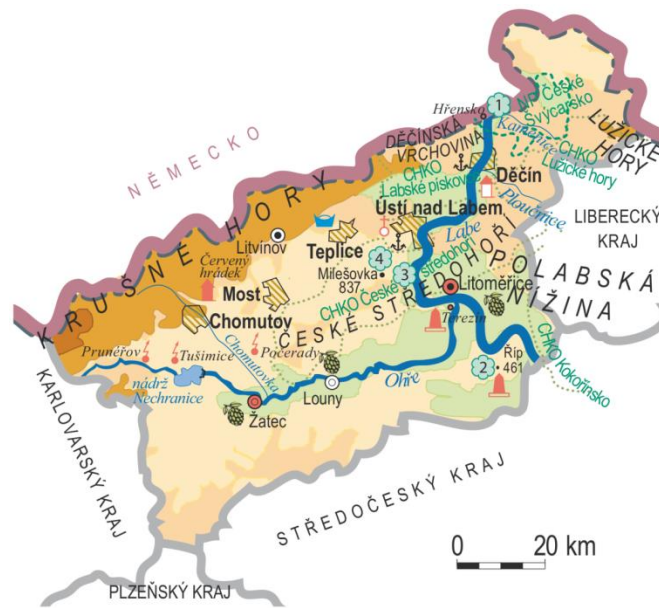 1
Hřensko
NP České
Švýcarsko
Kamenice
LUŽICKÉ
HORY
DĚČÍNSKÁ
VRCHOVINA
CHKO
Lužické hory
CHKO
Labské pískov
Děčín
NĚMECKO
KRUŠNÉ HORY
Ústí nad Labem
Ploučnice
LIBERECKÝ
KRAJ
Litvínov
Teplice
Labe
4
Milešovka
837
3
Červený
hrádek
Most
Chomutov
CHKO České středohoří
ČESKÉ STŘEDOHOŘÍ
Litoměřice
POLABSKÁ
NÍŽINA
Terezín
Prunéřov
Tušimice
Počerady
Chomutovka
CHKO Kokořínsko
Říp
461
2
nádrž
Nechranice
Ohře
Louny
Žatec
KARLOVARSKÝ KRAJ
STŘEDOČESKÝ KRAJ
0 20 km
PLZEŇSKÝ KRAJ